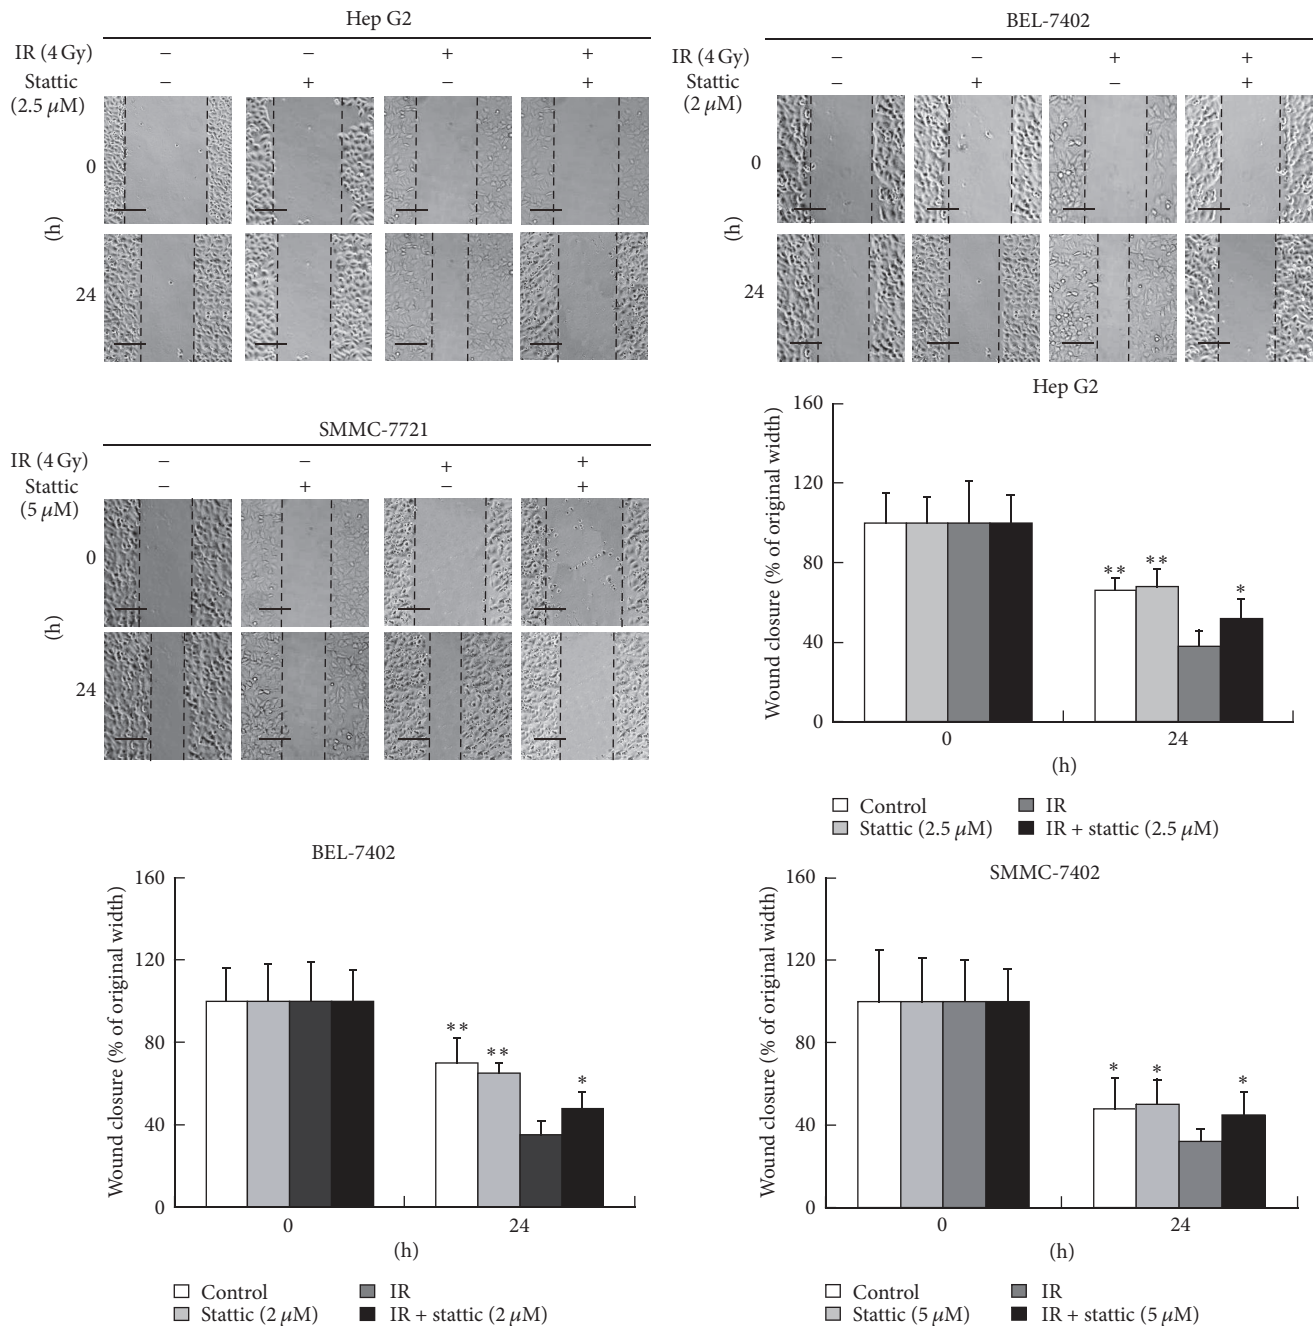 Hep G2
IR (4 Gy) − − + +
Stattic − + − +
(2.5 μM)
0
(h)
24
BEL-7402
IR (4 Gy) − − + +
Stattic − + − +
(2 μM)
0
(h)
24
SMMC-7721
IR (4 Gy) − − + +
Stattic − + − +
(5 μM)
0
(h)
24
Hep G2
Wound closure (% of original width)
160
120
80
40
0
** ** *
0 24
(h)
Control IR
Stattic (2.5 μM) IR + stattic (2.5 μM)
BEL-7402
Wound closure (% of original width)
160
120
80
40
0
** ** *
0 24
(h)
Control IR
Stattic (2 μM) IR + stattic (2 μM)
SMMC-7402
Wound closure (% of original width)
160
120
80
40
0
* * *
0 24
(h)
Control IR
Stattic (5 μM) IR + stattic (5 μM)